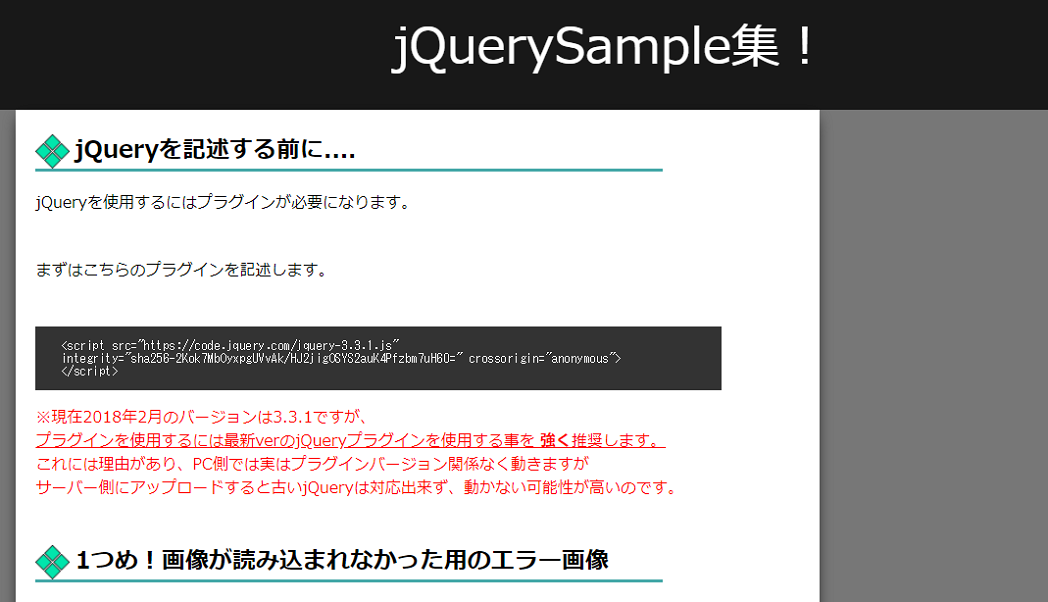 jQuerySample集！
jQueryを記述する前に....
jQueryを使用するにはプラグインが必要になります。
まずはこちらのプラグインを記述します。
<script src="https://code.jquery.com/jquery-3.3.1.js"
integrity="sha256-2Kok7MbOyxpgUVvAk/HJ2jigOSYS2auK4Pfzbm7uH60=" crossorigin="anonymous">
</script>
※現在2018年2月のバージョンは3.3.1ですが、
プラグインを使用するには最新verのjQueryプラグインを使用する事を 強く推奨します。
これには理由があり、PC側では実はプラグインバージョン関係なく動きますが
サーバー側にアップロードすると古いjQueryは対応出来ず、動かない可能性が高いのです。
1つめ！画像が読み込まれなかった用のエラー画像